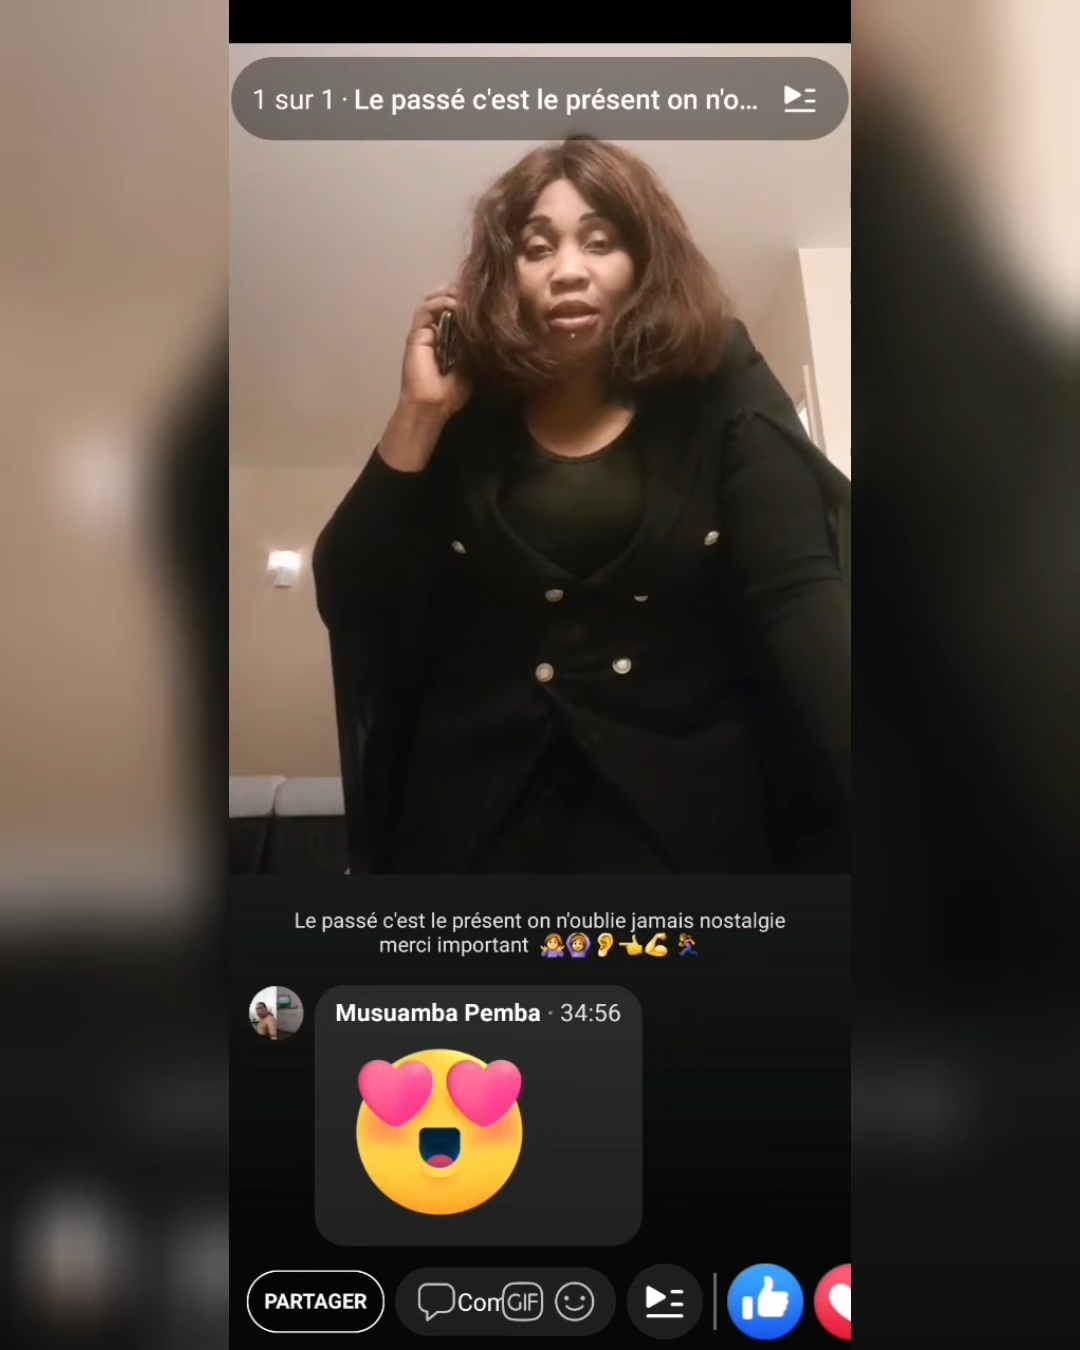 1 sur 1 · Le passé c'est le présent on n'o...
Le passé c'est le présent on n'oublie jamais nostalgie
merci important 🤷‍♀️🙆‍♀️👂👈💪🏃‍♀️
Musuamba Pemba · 34:56
PARTAGER
Com
GIF